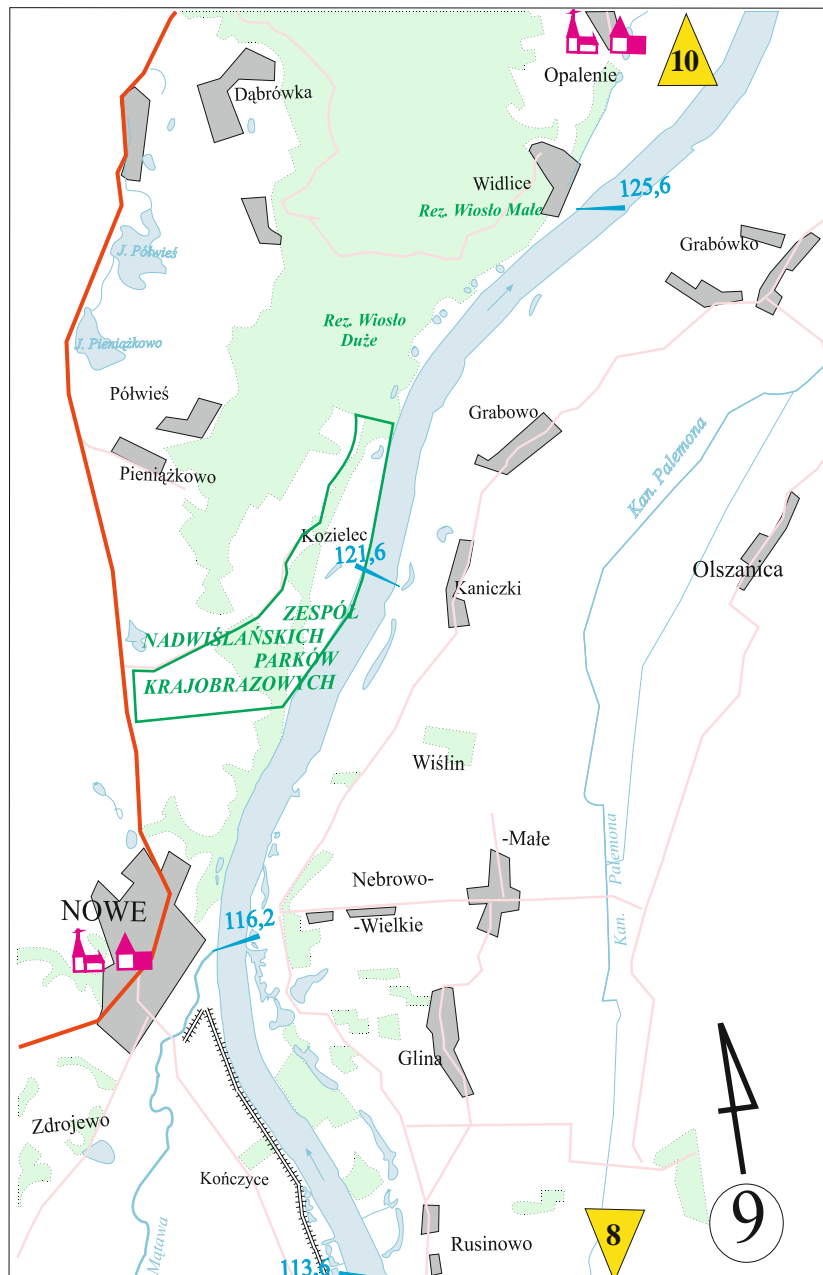 Opalenie
10
Dąbrówka
Widlice
125,6
Rez. Wiosło Małe
Grabówko
J. Półwieś
Rez. Wiosło
Duże
J. Pieniążkowo
Półwieś
Grabowo
Kan. Palemona
Pieniążkowo
Kozielec
121,6
Olszanica
Kaniczki
ZESPÓŁ
NADWIŚLAŃSKICH
PARKÓW
KRAJOBRAZOWYCH
Wiślin
-Małe
Nebrowo-
Kan. Palemona
NOWE
116,2
-Wielkie
Glina
Zdrojewo
Kończyce
9
Mątawa
8
Rusinowo
113,6